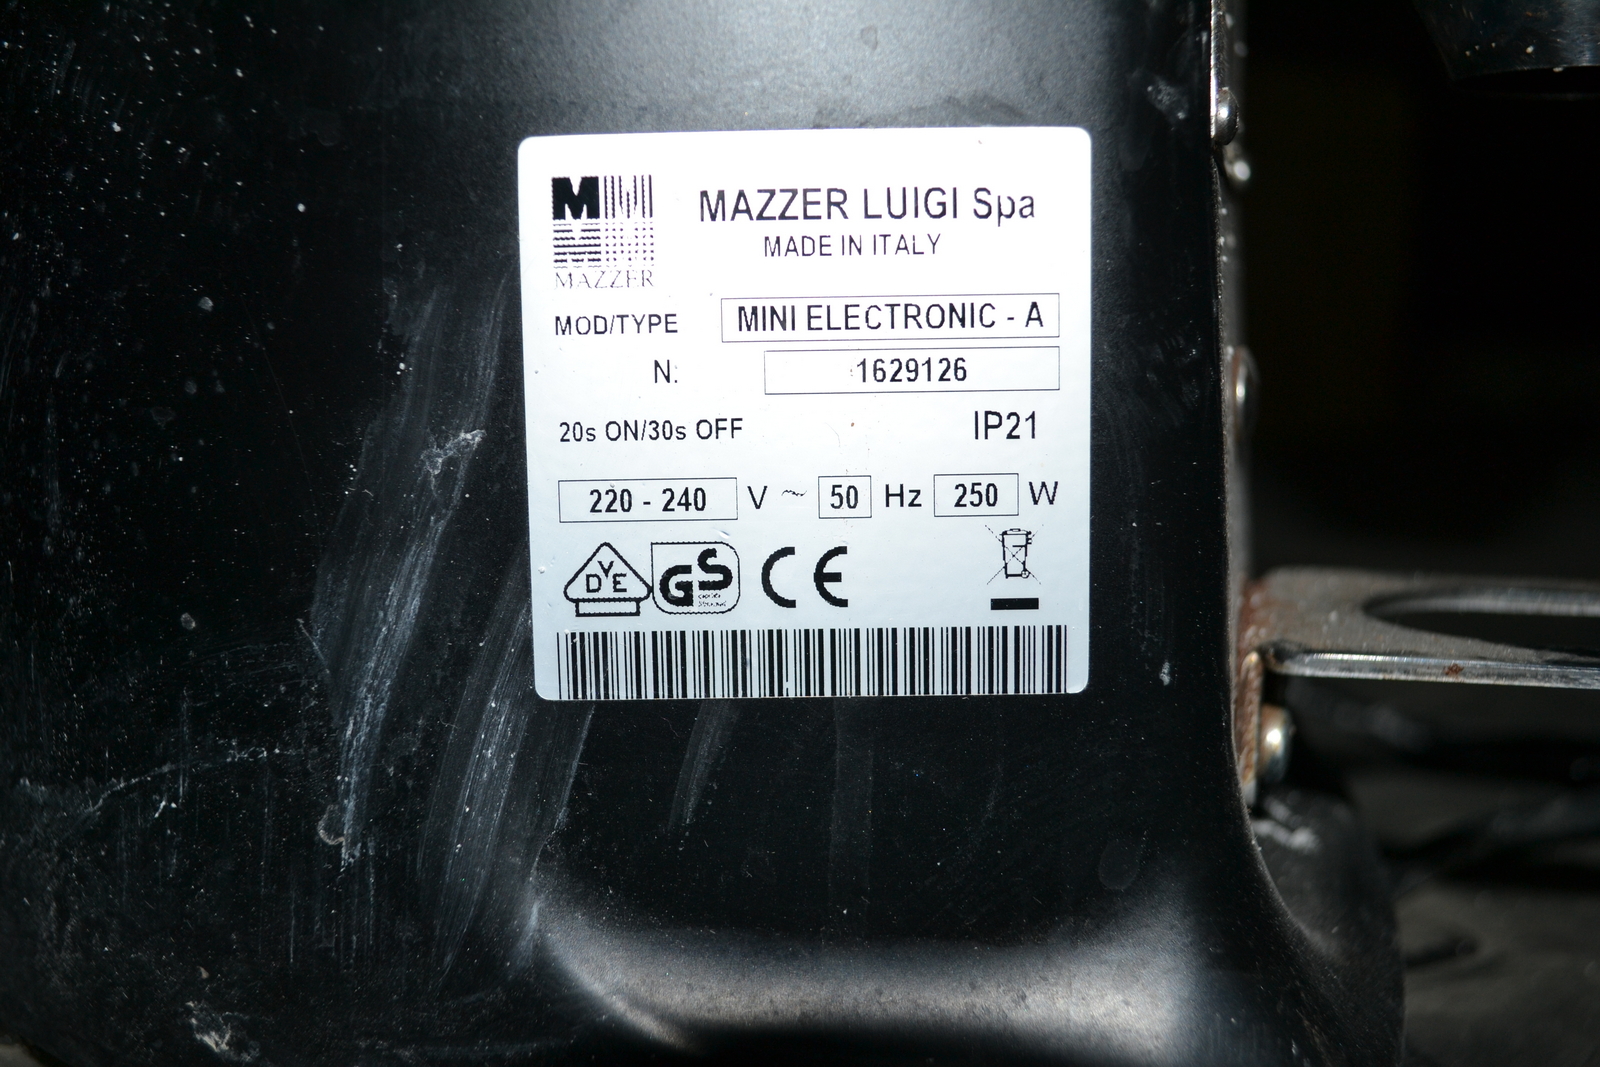 M
MAZZER
MAZZER LUIGI Spa
MADE IN ITALY
MOD/TYPE MINI ELECTRONIC - A
N: 1629126
20s ON/30s OFF IP21
220 - 240 V ~ 50 Hz 250 W
DVE GS CE